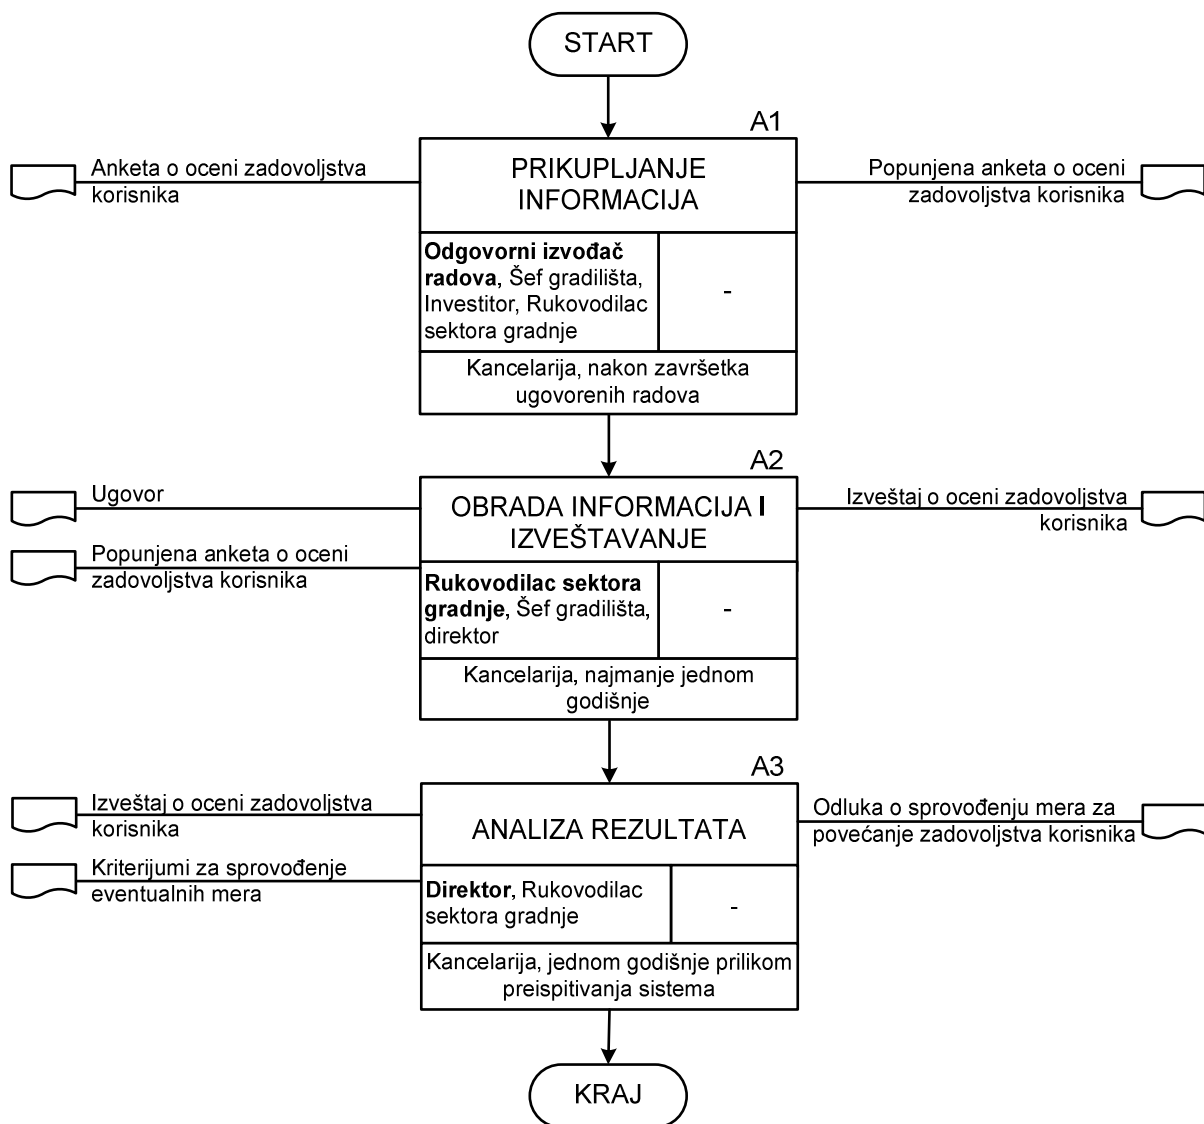 START
A1
Anketa o oceni zadovoljstva
korisnika
PRIKUPLJANJE
INFORMACIJA
Popunjena anketa o oceni
zadovoljstva korisnika
Odgovorni izvođač
radova, Šef gradilišta,
Investitor, Rukovodilac
sektora gradnje
-
Kancelarija, nakon završetka
ugovorenih radova
A2
Ugovor
Popunjena anketa o oceni
zadovoljstva korisnika
OBRADA INFORMACIJA I
IZVEŠTAVANJE
Izveštaj o oceni zadovoljstva
korisnika
Rukovodilac sektora
gradnje, Šef gradilišta,
direktor
-
Kancelarija, najmanje jednom
godišnje
A3
Izveštaj o oceni zadovoljstva
korisnika
Kriterijumi za sprovođenje
eventualnih mera
ANALIZA REZULTATA
Odluka o sprovođenju mera za
povećanje zadovoljstva korisnika
Direktor, Rukovodilac
sektora gradnje
-
Kancelarija, jednom godišnje prilikom
preispitivanja sistema
KRAJ